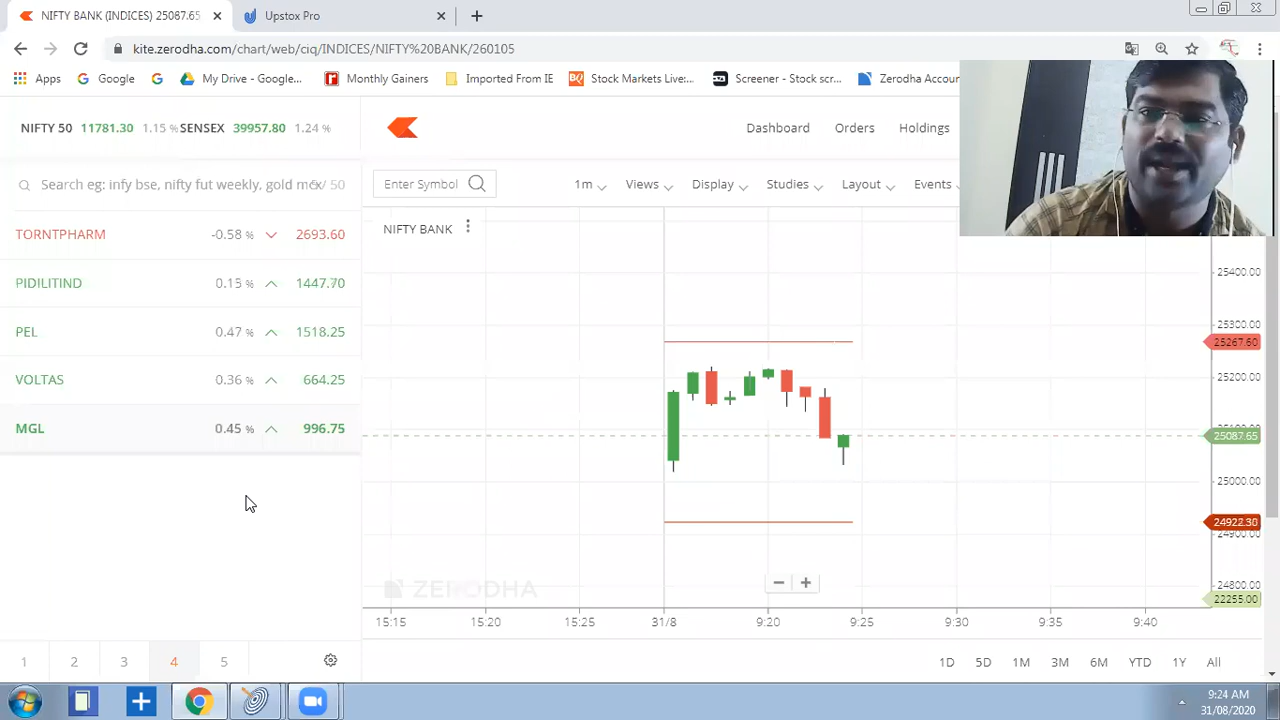 NIFTY BANK (INDICES) 25087.65
Upstox Pro
kite.zerodha.com/chart/web/ciq/INDICES/NIFTY%20BANK/260105
Apps
Google
My Drive - Google...
Monthly Gainers
Imported From IE
Stock Markets Live:...
Screener - Stock scr...
Zerodha Accou
NIFTY 50 11781.30 1.15 % SENSEX 39957.80 1.24 %
Dashboard Orders Holdings
Search eg: infy bse, nifty fut weekly, gold mcx
5 / 50
Enter Symbol
1m Views Display Studies Layout Events
NIFTY BANK
TORNTPHARM -0.58 % 2693.60
PIDILITIND 0.15 % 1447.70
PEL 0.47 % 1518.25
VOLTAS 0.36 % 664.25
MGL 0.45 % 996.75
25400.00
25300.00
25267.60
25200.00
25087.65
25000.00
24922.30
24900.00
24800.00
22255.00
ZERODHA
15:15 15:20 15:25 31/8 9:20 9:25 9:30 9:35 9:40
1 2 3 4 5
1D 5D 1M 3M 6M YTD 1Y All
9:24 AM
31/08/2020